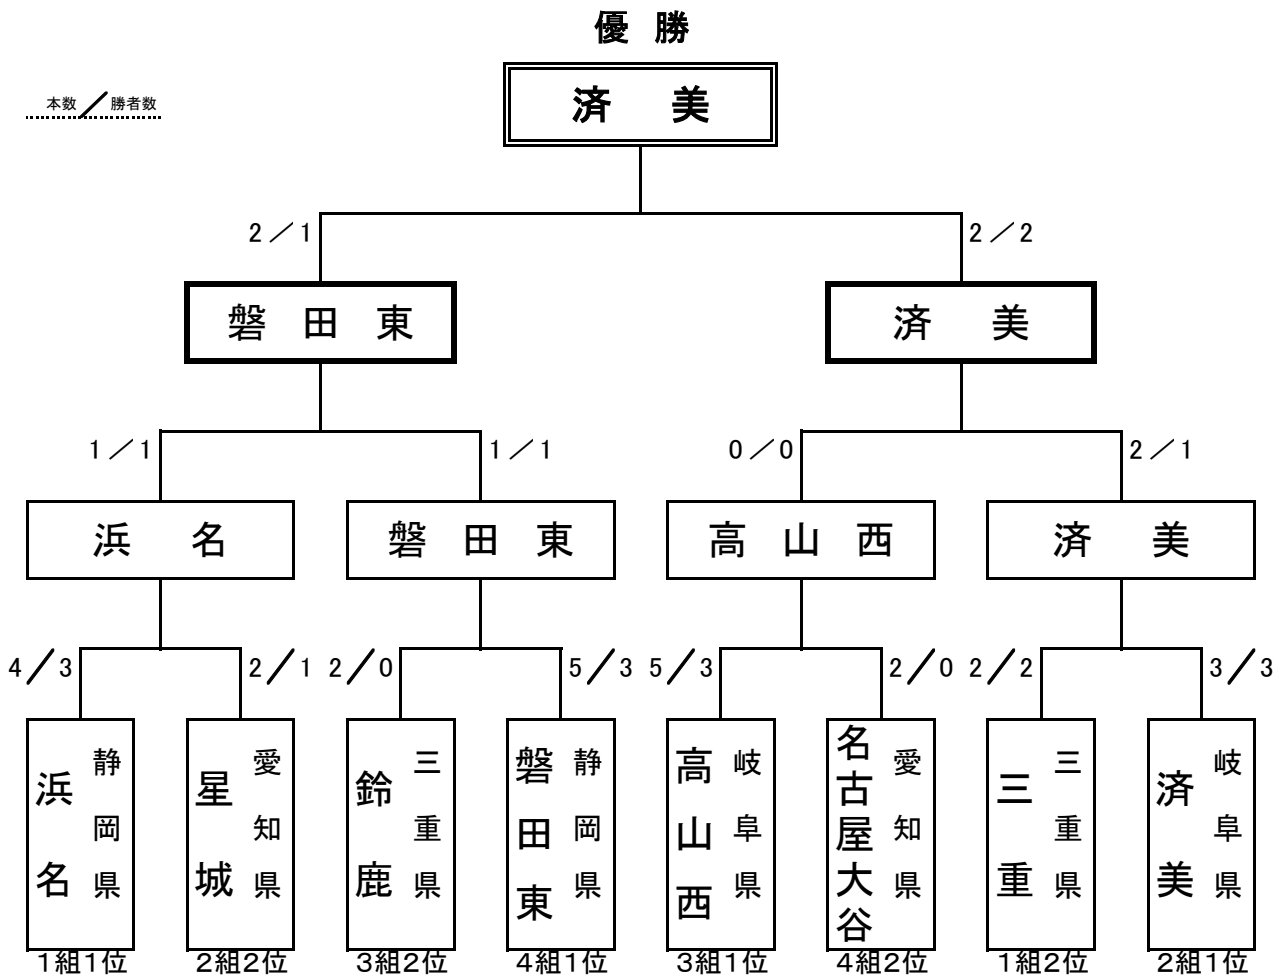 優勝
済美
本数／勝者数
2／1
2／2
磐田東
済美
1／1
1／1
0／0
2／1
浜名
磐田東
高山西
済美
4／3
2／1
2／0
5／3
5／3
2／0
2／2
3／3
浜名
静岡県
星城
愛知県
鈴鹿
三重県
磐田東
静岡県
高山西
岐阜県
名古屋大谷
愛知県
三重
三重県
済美
岐阜県
1組1位
2組2位
3組2位
4組1位
3組1位
4組2位
1組2位
2組1位